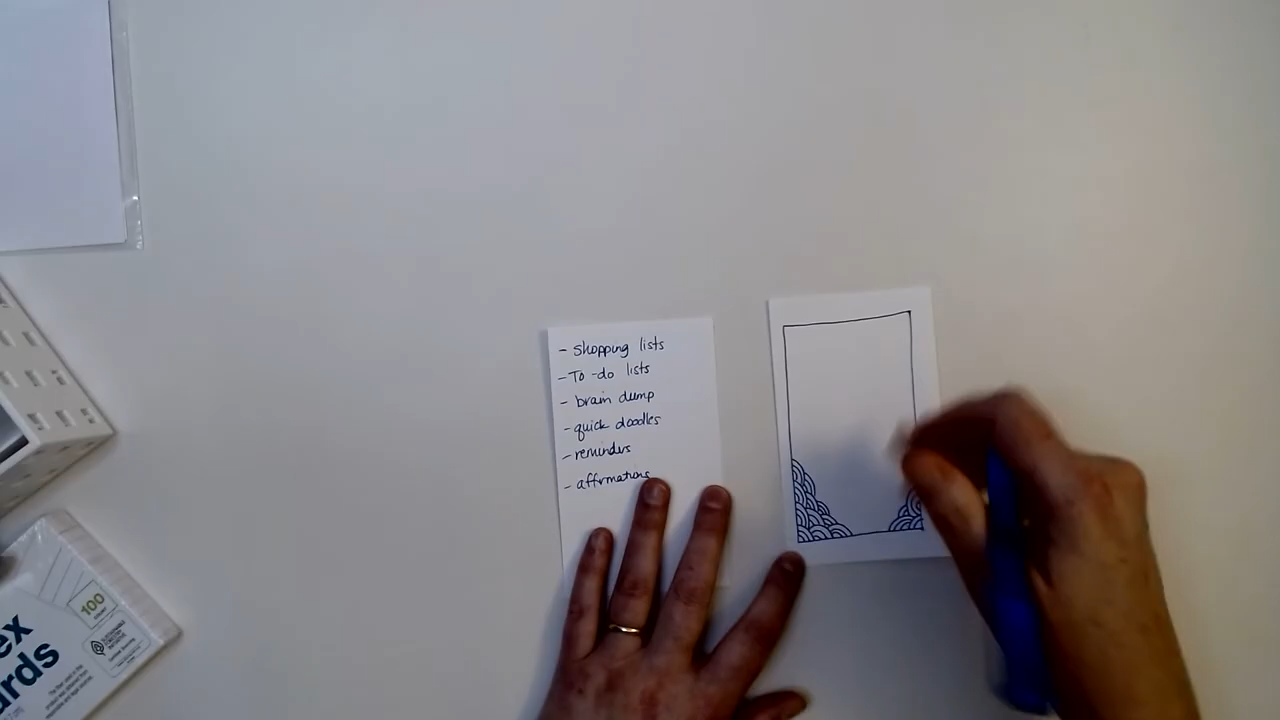 - shopping lists
- To-do lists
- brain dump
- quick doodles
- reminders
- affirmations
100
ex
ards